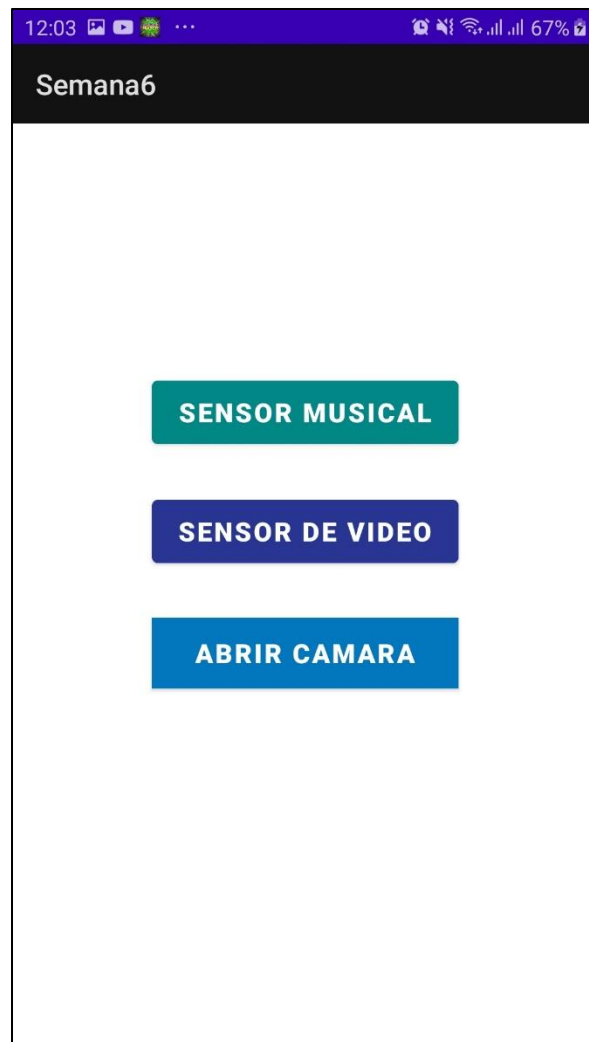 12:03 ... 67%
Semana6
SENSOR MUSICAL
SENSOR DE VIDEO
ABRIR CAMARA